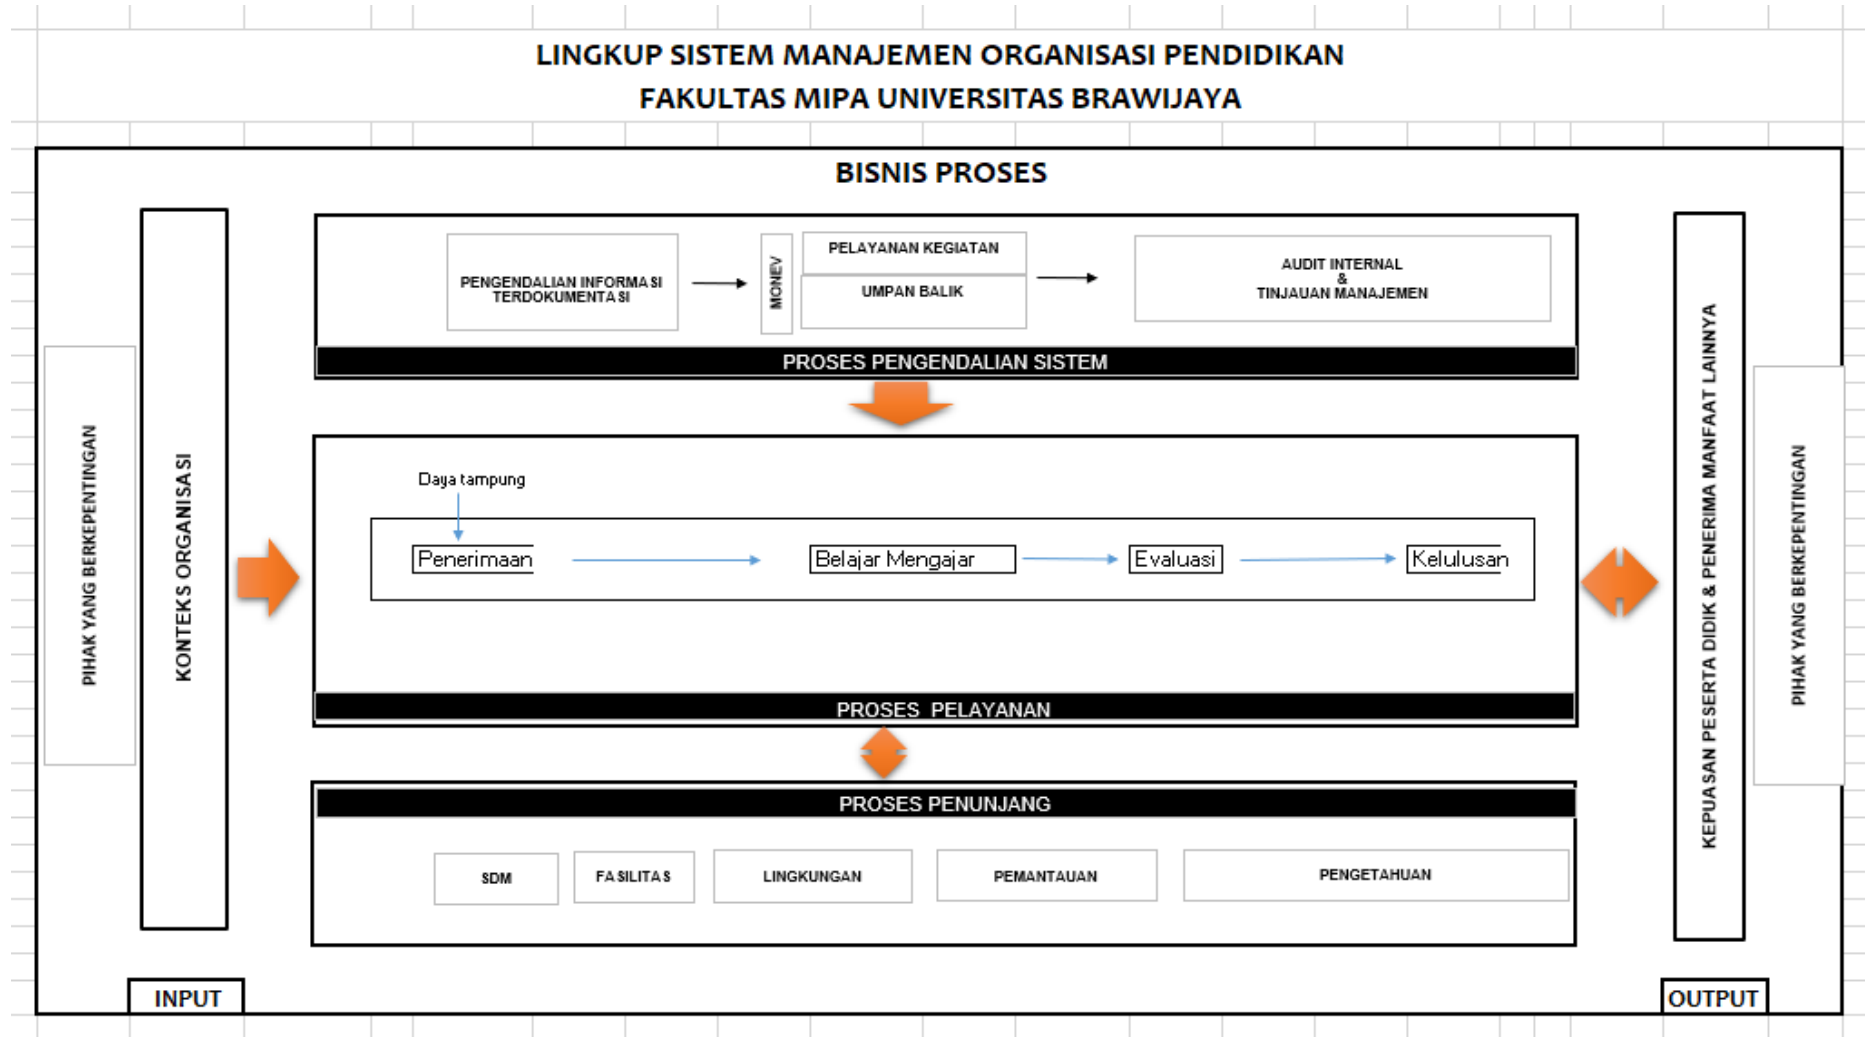 LINGKUP SISTEM MANAJEMEN ORGANISASI PENDIDIKAN
FAKULTAS MIPA UNIVERSITAS BRAWIJAYA
BISNIS PROSES
PIHAK YANG BERKEPENTINGAN
KONTEKS ORGANISASI
PENGENDALIAN INFORMASI
TERDOKUMENTASI
MONEV
PELAYANAN KEGIATAN
UMPAN BALIK
AUDIT INTERNAL
&
TINJAUAN MANAJEMEN
PROSES PENGENDALIAN SISTEM
Daya tampung
Penerimaan
Belajar Mengajar
Evaluasi
Kelulusan
PROSES PELAYANAN
PROSES PENUNJANG
SDM
FASILITAS
LINGKUNGAN
PEMANTAUAN
PENGETAHUAN
KEPUASAN PESERTA DIDIK & PENERIMA MANFAAT LAINNYA
PIHAK YANG BERKEPENTINGAN
INPUT
OUTPUT